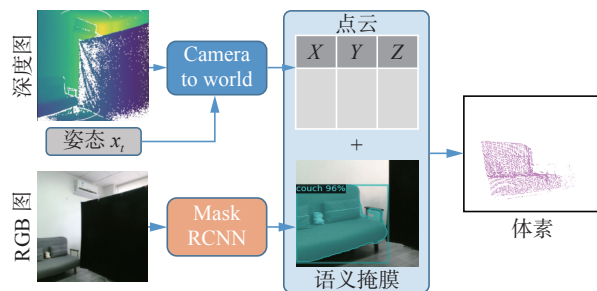 深度图
Camera
to world
点云
X Y Z
姿态 x_t
+
RGB 图
Mask
RCNN
couch 96%
语义掩膜
体素